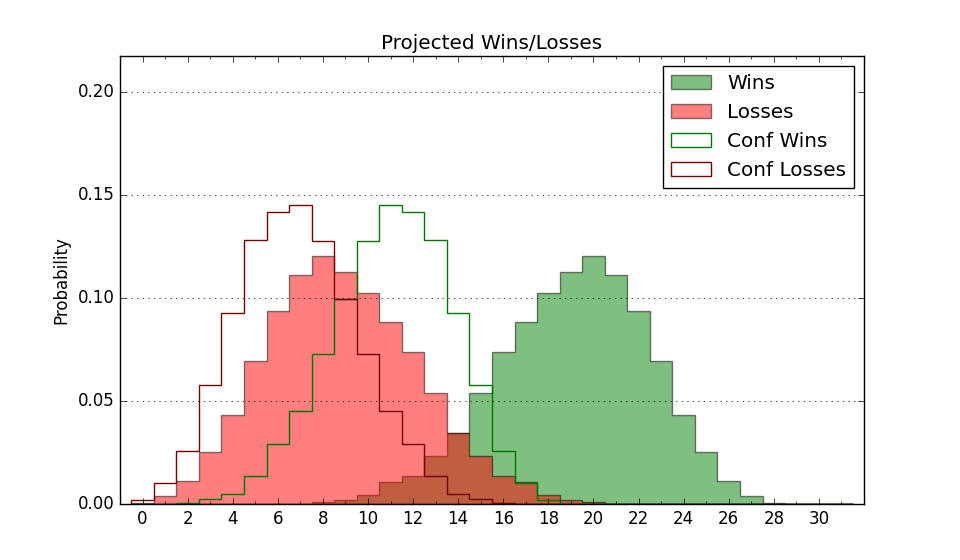 Projected Wins/Losses
Wins
Losses
Conf Wins
Conf Losses
Probability
0.20
0.15
0.10
0.05
0.00
0 2 4 6 8 10 12 14 16 18 20 22 24 26 28 30